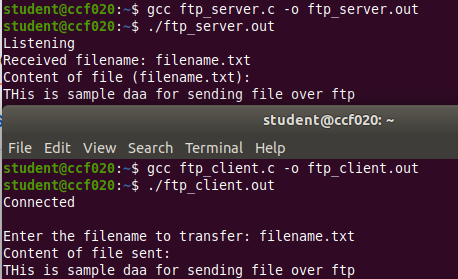 student@ccf020:~$ gcc ftp_server.c -o ftp_server.out
student@ccf020:~$ ./ftp_server.out
Listening
Received filename: filename.txt
Content of file (filename.txt):
THis is sample daa for sending file over ftp
student@ccf020: ~
File Edit View Search Terminal Help
student@ccf020:~$ gcc ftp_client.c -o ftp_client.out
student@ccf020:~$ ./ftp_client.out
Connected
Enter the filename to transfer: filename.txt
Content of file sent:
THis is sample daa for sending file over ftp